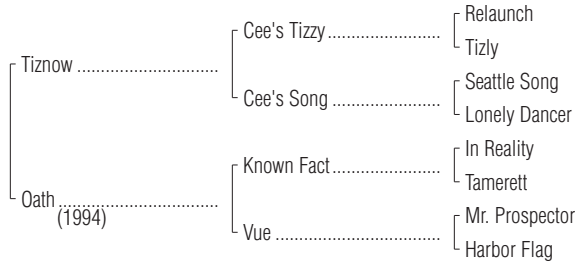 Relaunch
Cee's Tizzy
Tizly
Tiznow
Seattle Song
Cee's Song
Lonely Dancer
In Reality
Known Fact
Tamerett
Oath
(1994)
Mr. Prospector
Vue
Harbor Flag